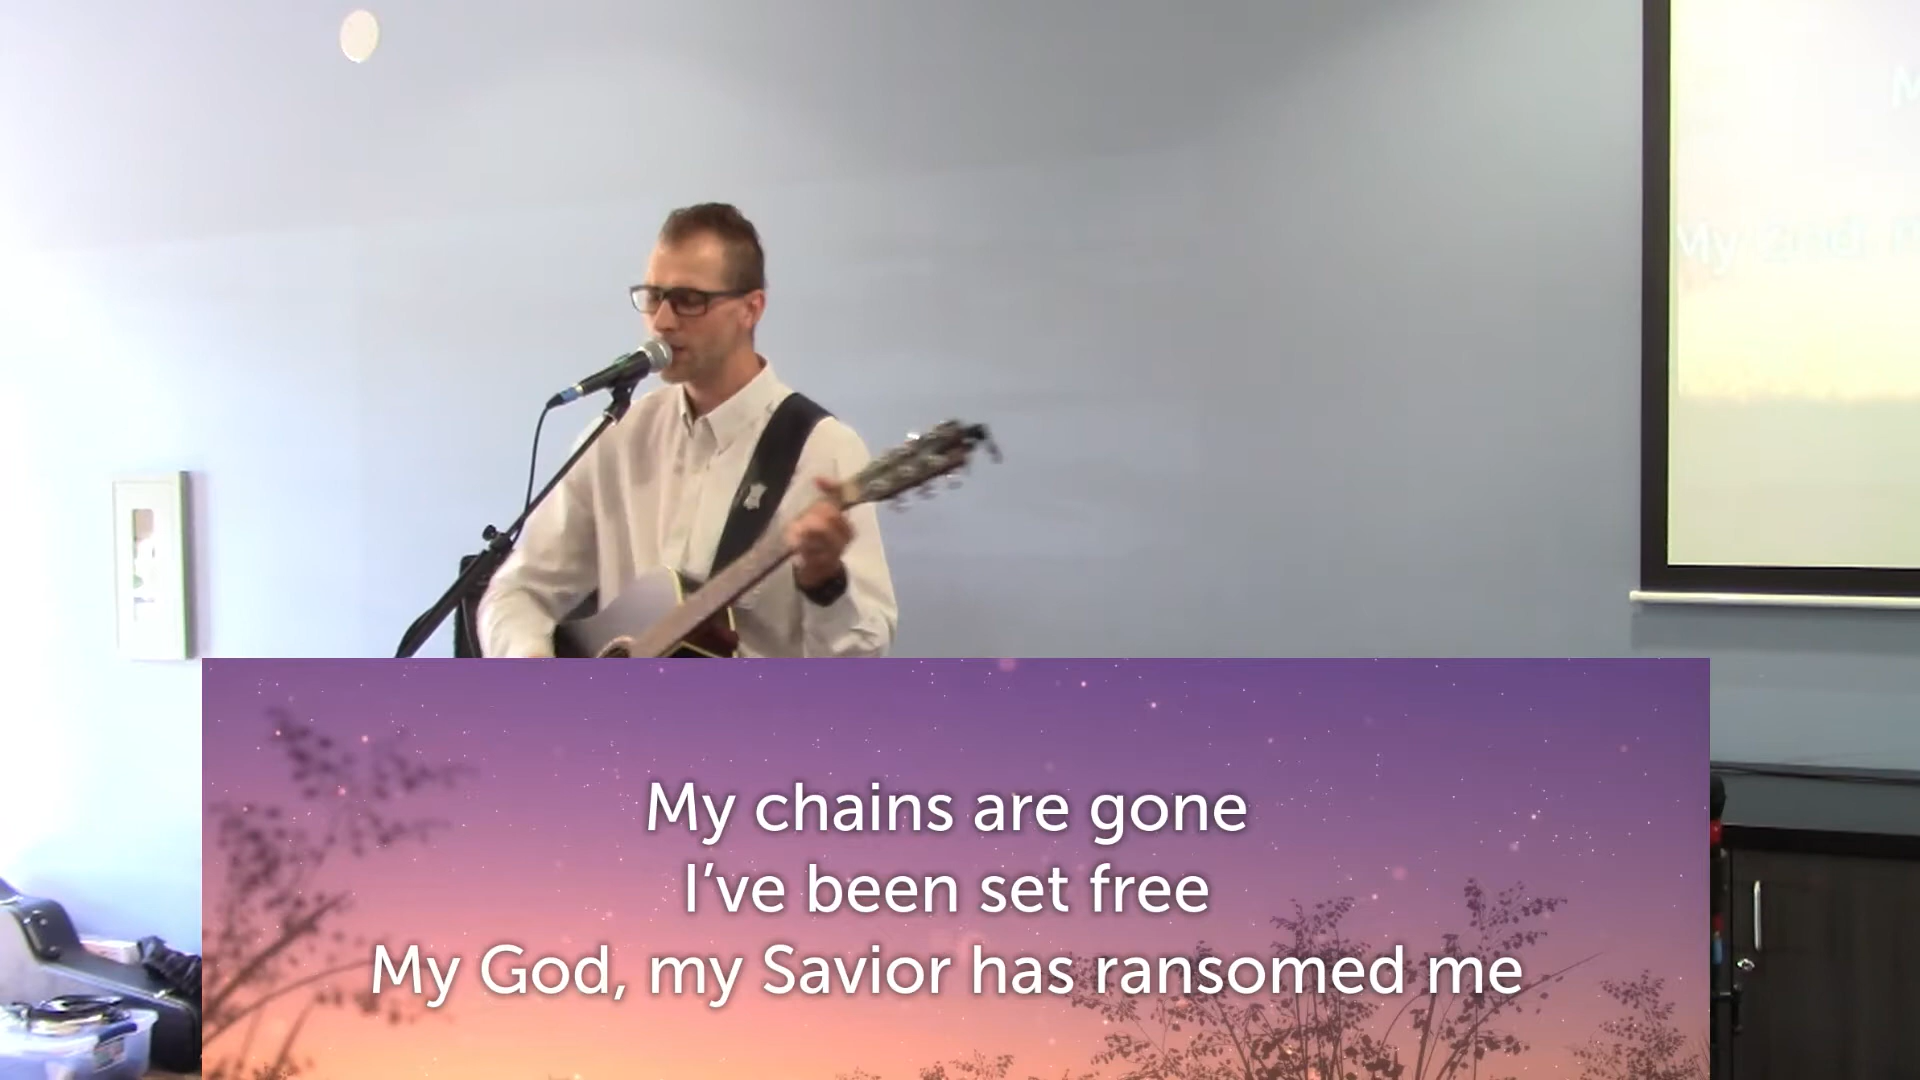 My chains are gone
I’ve been set free
My God, my Savior has ransomed me